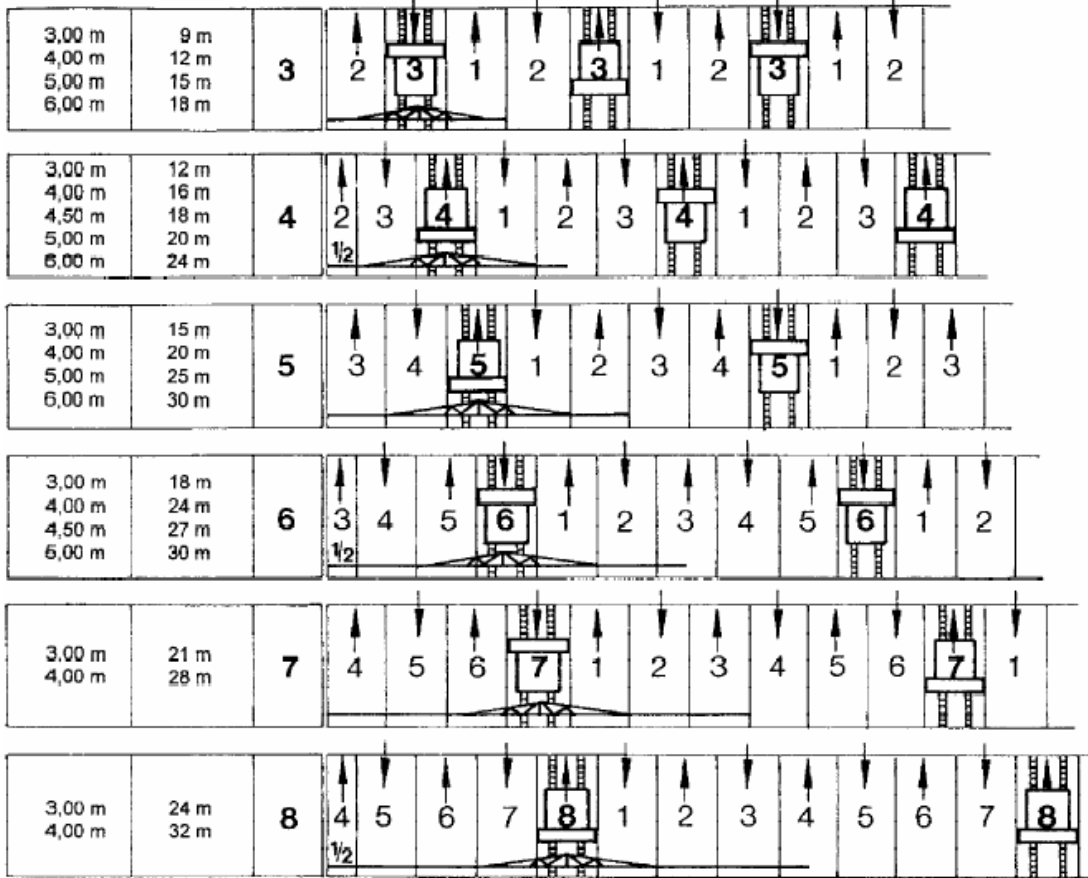 3,00 m 9 m
4,00 m 12 m
5,00 m 15 m
6,00 m 18 m
3 2 3 1 2 3 1 2 3 1 2
3,00 m 12 m
4,00 m 16 m
4,50 m 18 m
5,00 m 20 m
6,00 m 24 m
4 2 3 4 1 2 3 4 1 2 3 4
1/2
3,00 m 15 m
4,00 m 20 m
5,00 m 25 m
6,00 m 30 m
5 3 4 5 1 2 3 4 5 1 2 3
3,00 m 18 m
4,00 m 24 m
4,50 m 27 m
5,00 m 30 m
6 3 4 5 6 1 2 3 4 5 6 1 2
1/2
3,00 m 21 m
4,00 m 28 m
7 4 5 6 7 1 2 3 4 5 6 7 1
3,00 m 24 m
4,00 m 32 m
8 4 5 6 7 8 1 2 3 4 5 6 7 8
1/2